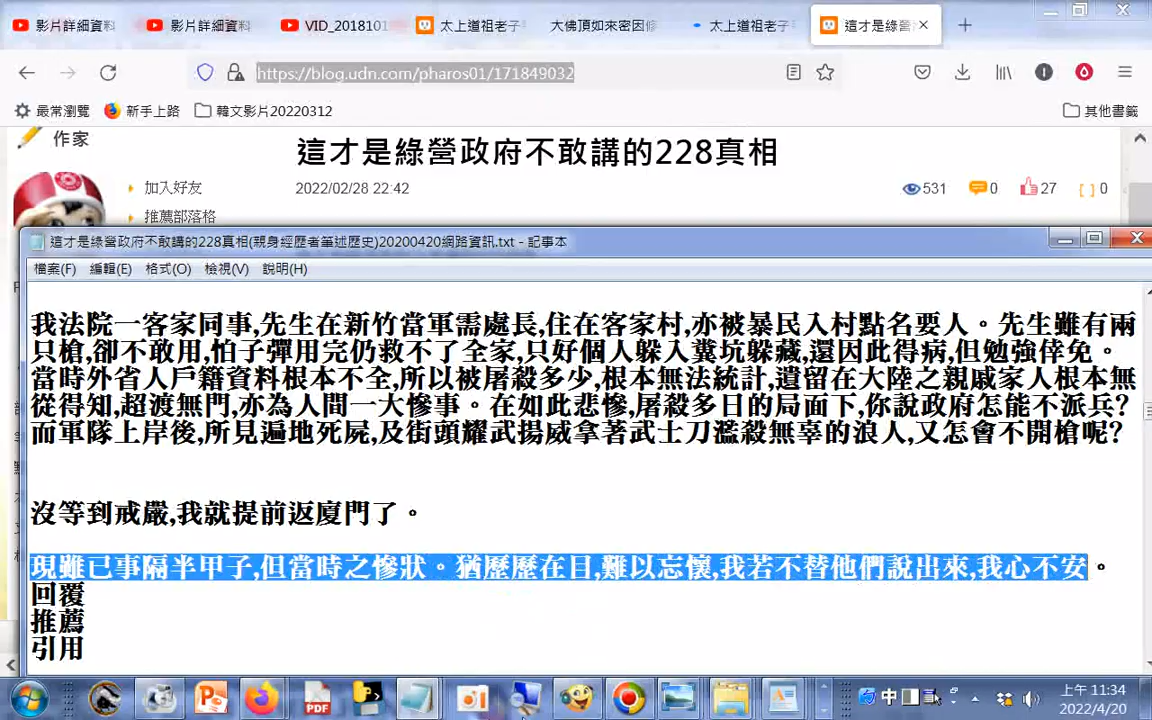 影片詳細資料
影片詳細資料
VID_2018101
太上道祖老子
大佛頂如來密因修
太上道祖老子
這才是綠營
https://blog.udn.com/pharos01/171849032
最常瀏覽
新手上路
韓文影片20220312
其他書籤
作家
這才是綠營政府不敢講的228真相
加入好友
2022/02/28 22:42
531
0
27
0
推薦部落格
這才是綠營政府不敢講的228真相(親身經歷者筆述歷史)20200420網路資訊.txt - 記事本
檔案(F) 編輯(E) 格式(O) 檢視(V) 說明(H)
我法院一客家同事,先生在新竹當軍需處長,住在客家村,亦被暴民入村點名要人。先生雖有兩
只槍,卻不敢用,怕子彈用完仍救不了全家,只好個人躲入糞坑躲藏,還因此得病,但勉強倖免。
當時外省人戶籍資料根本不全,所以被屠殺多少,根本無法統計,遺留在大陸之親戚家人根本無
從得知,超渡無門,亦為人間一大慘事。在如此悲慘,屠殺多日的局面下,你說政府怎能不派兵?
而軍隊上岸後,所見遍地死屍,及街頭耀武揚威拿著武士刀濫殺無辜的浪人,又怎會不開槍呢?
沒等到戒嚴,我就提前返廈門了。
現雖已事隔半甲子,但當時之慘狀。猶歷歷在目,難以忘懷,我若不替他們說出來,我心不安。
回覆
推薦
引用
PDF
中
上午 11:34
2022/4/20